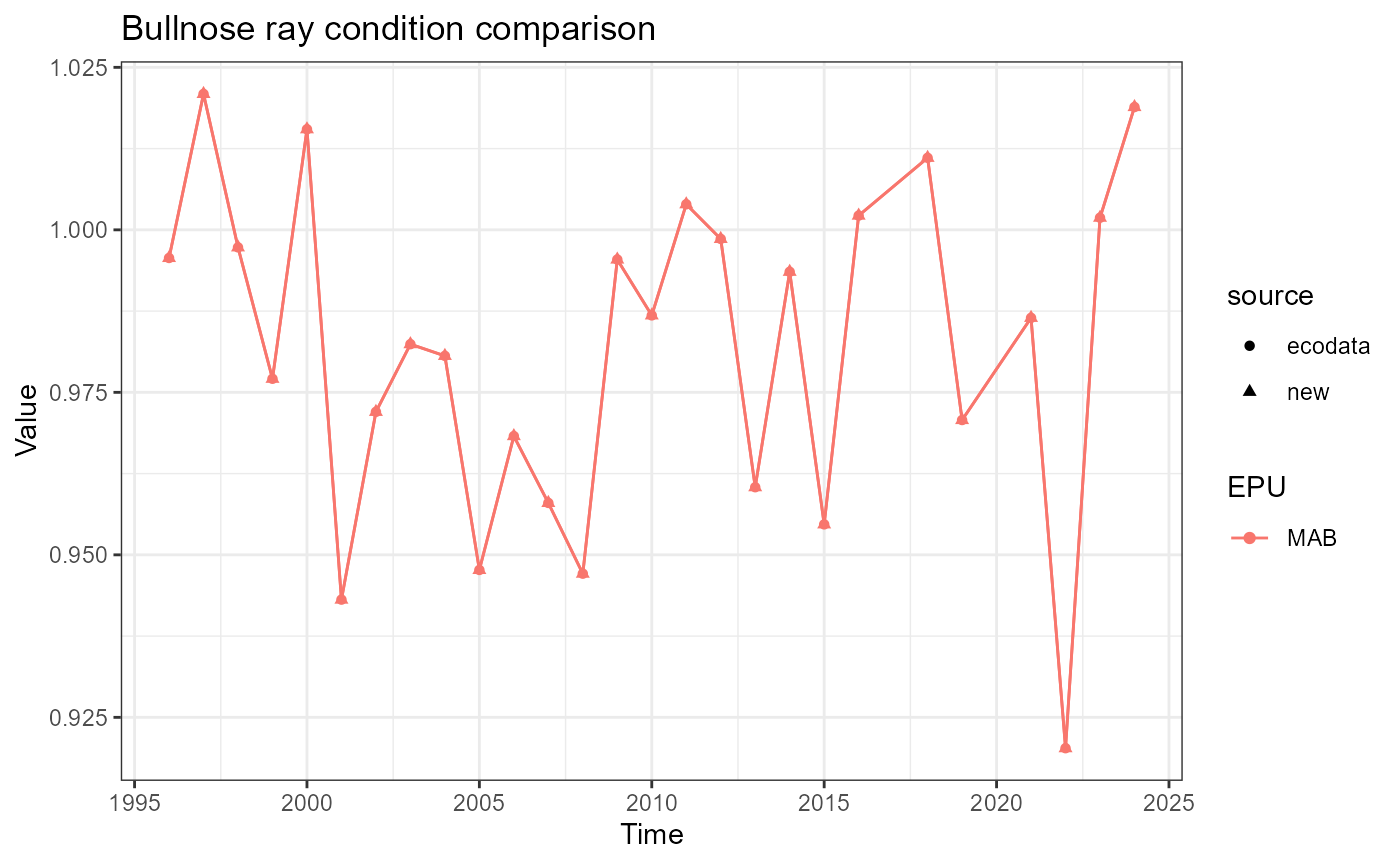 Bullnose ray condition comparison
1.025
1.000
0.975
0.950
0.925
Value
1995 2000 2005 2010 2015 2020 2025
Time
source
ecodata
new
EPU
MAB